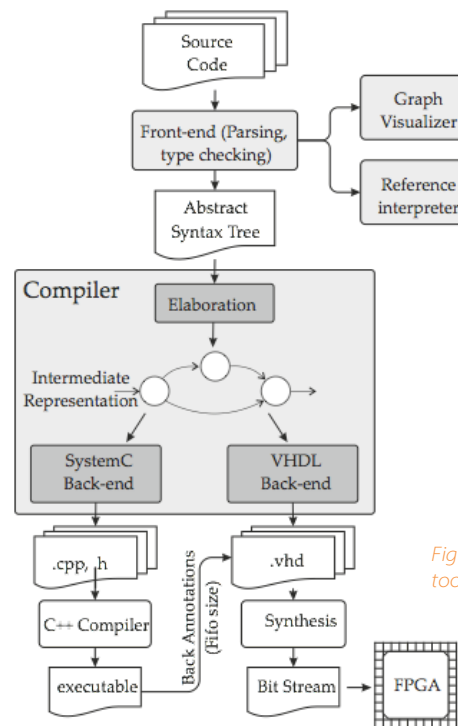 Source
Code
Front-end (Parsing,
type checking)
Graph
Visualizer
Reference
interpreter
Abstract
Syntax Tree
Compiler
Elaboration
Intermediate
Representation
SystemC
Back-end
VHDL
Back-end
.cpp, .h
.vhd
Back Annotations
(Fifo size)
C++ Compiler
Synthesis
executable
Bit Stream
FPGA
Fig